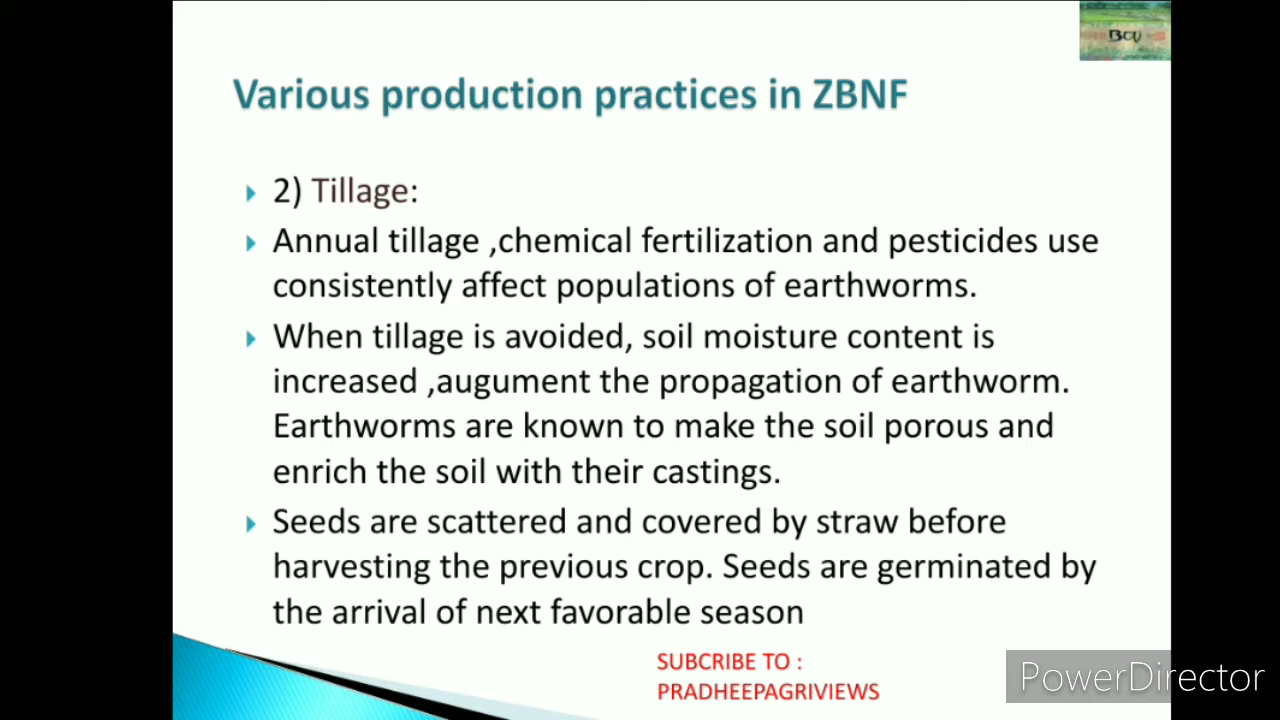 Various production practices in ZBNF
2) Tillage:
Annual tillage ,chemical fertilization and pesticides use
consistently affect populations of earthworms.
When tillage is avoided, soil moisture content is
increased ,augument the propagation of earthworm.
Earthworms are known to make the soil porous and
enrich the soil with their castings.
Seeds are scattered and covered by straw before
harvesting the previous crop. Seeds are germinated by
the arrival of next favorable season
SUBCRIBE TO :
PRADHEEPAGRIVIEWS
PowerDirector